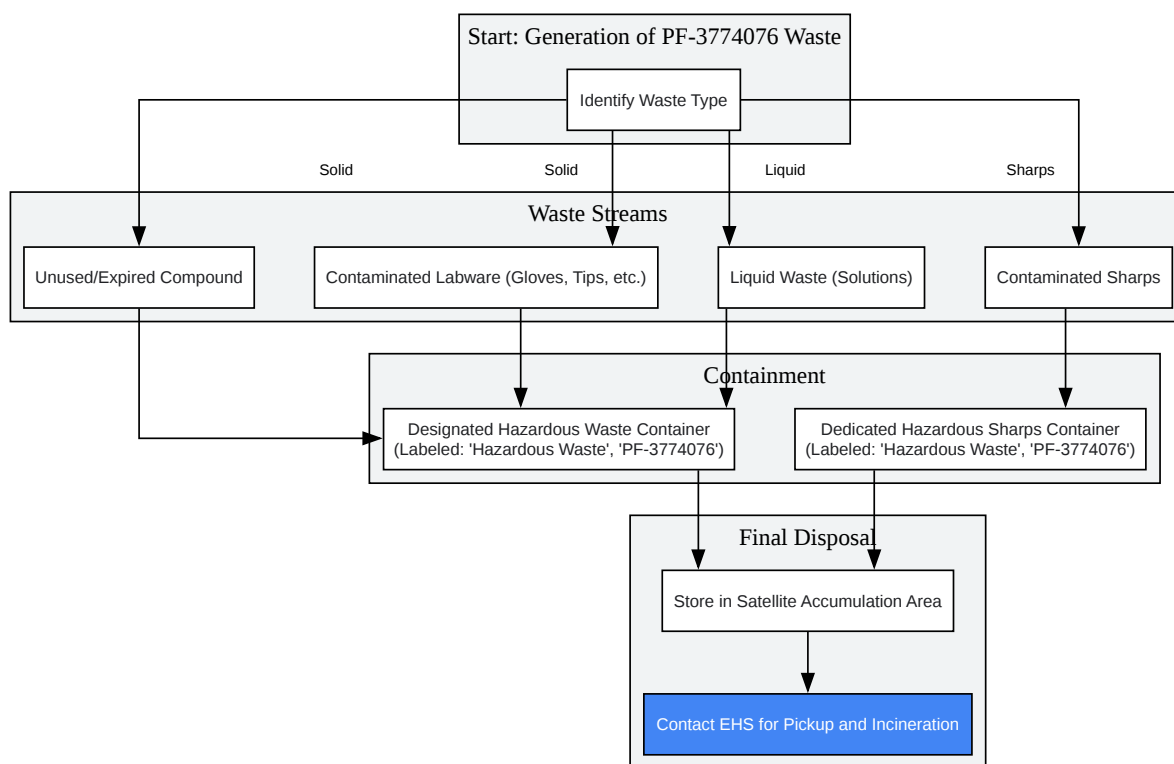 Start: Generation of PF-3774076 Waste
Identify Waste Type
Solid
Solid
Liquid
Sharps
Waste Streams
Unused/Expired Compound
Contaminated Labware (Gloves, Tips, etc.)
Liquid Waste (Solutions)
Contaminated Sharps
Containment
Designated Hazardous Waste Container
(Labeled: 'Hazardous Waste', 'PF-3774076')
Dedicated Hazardous Sharps Container
(Labeled: 'Hazardous Waste', 'PF-3774076')
Final Disposal
Store in Satellite Accumulation Area
Contact EHS for Pickup and Incineration